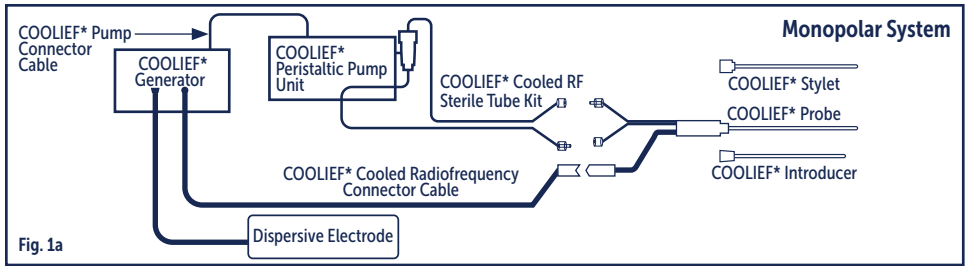 Monopolar System
COOLIEF* Pump
Connector
Cable
COOLIEF*
Generator
COOLIEF*
Peristaltic Pump
Unit
COOLIEF* Cooled RF
Sterile Tube Kit
COOLIEF* Stylet
COOLIEF* Probe
COOLIEF* Introducer
COOLIEF* Cooled Radiofrequency
Connector Cable
Dispersive Electrode
Fig. 1a